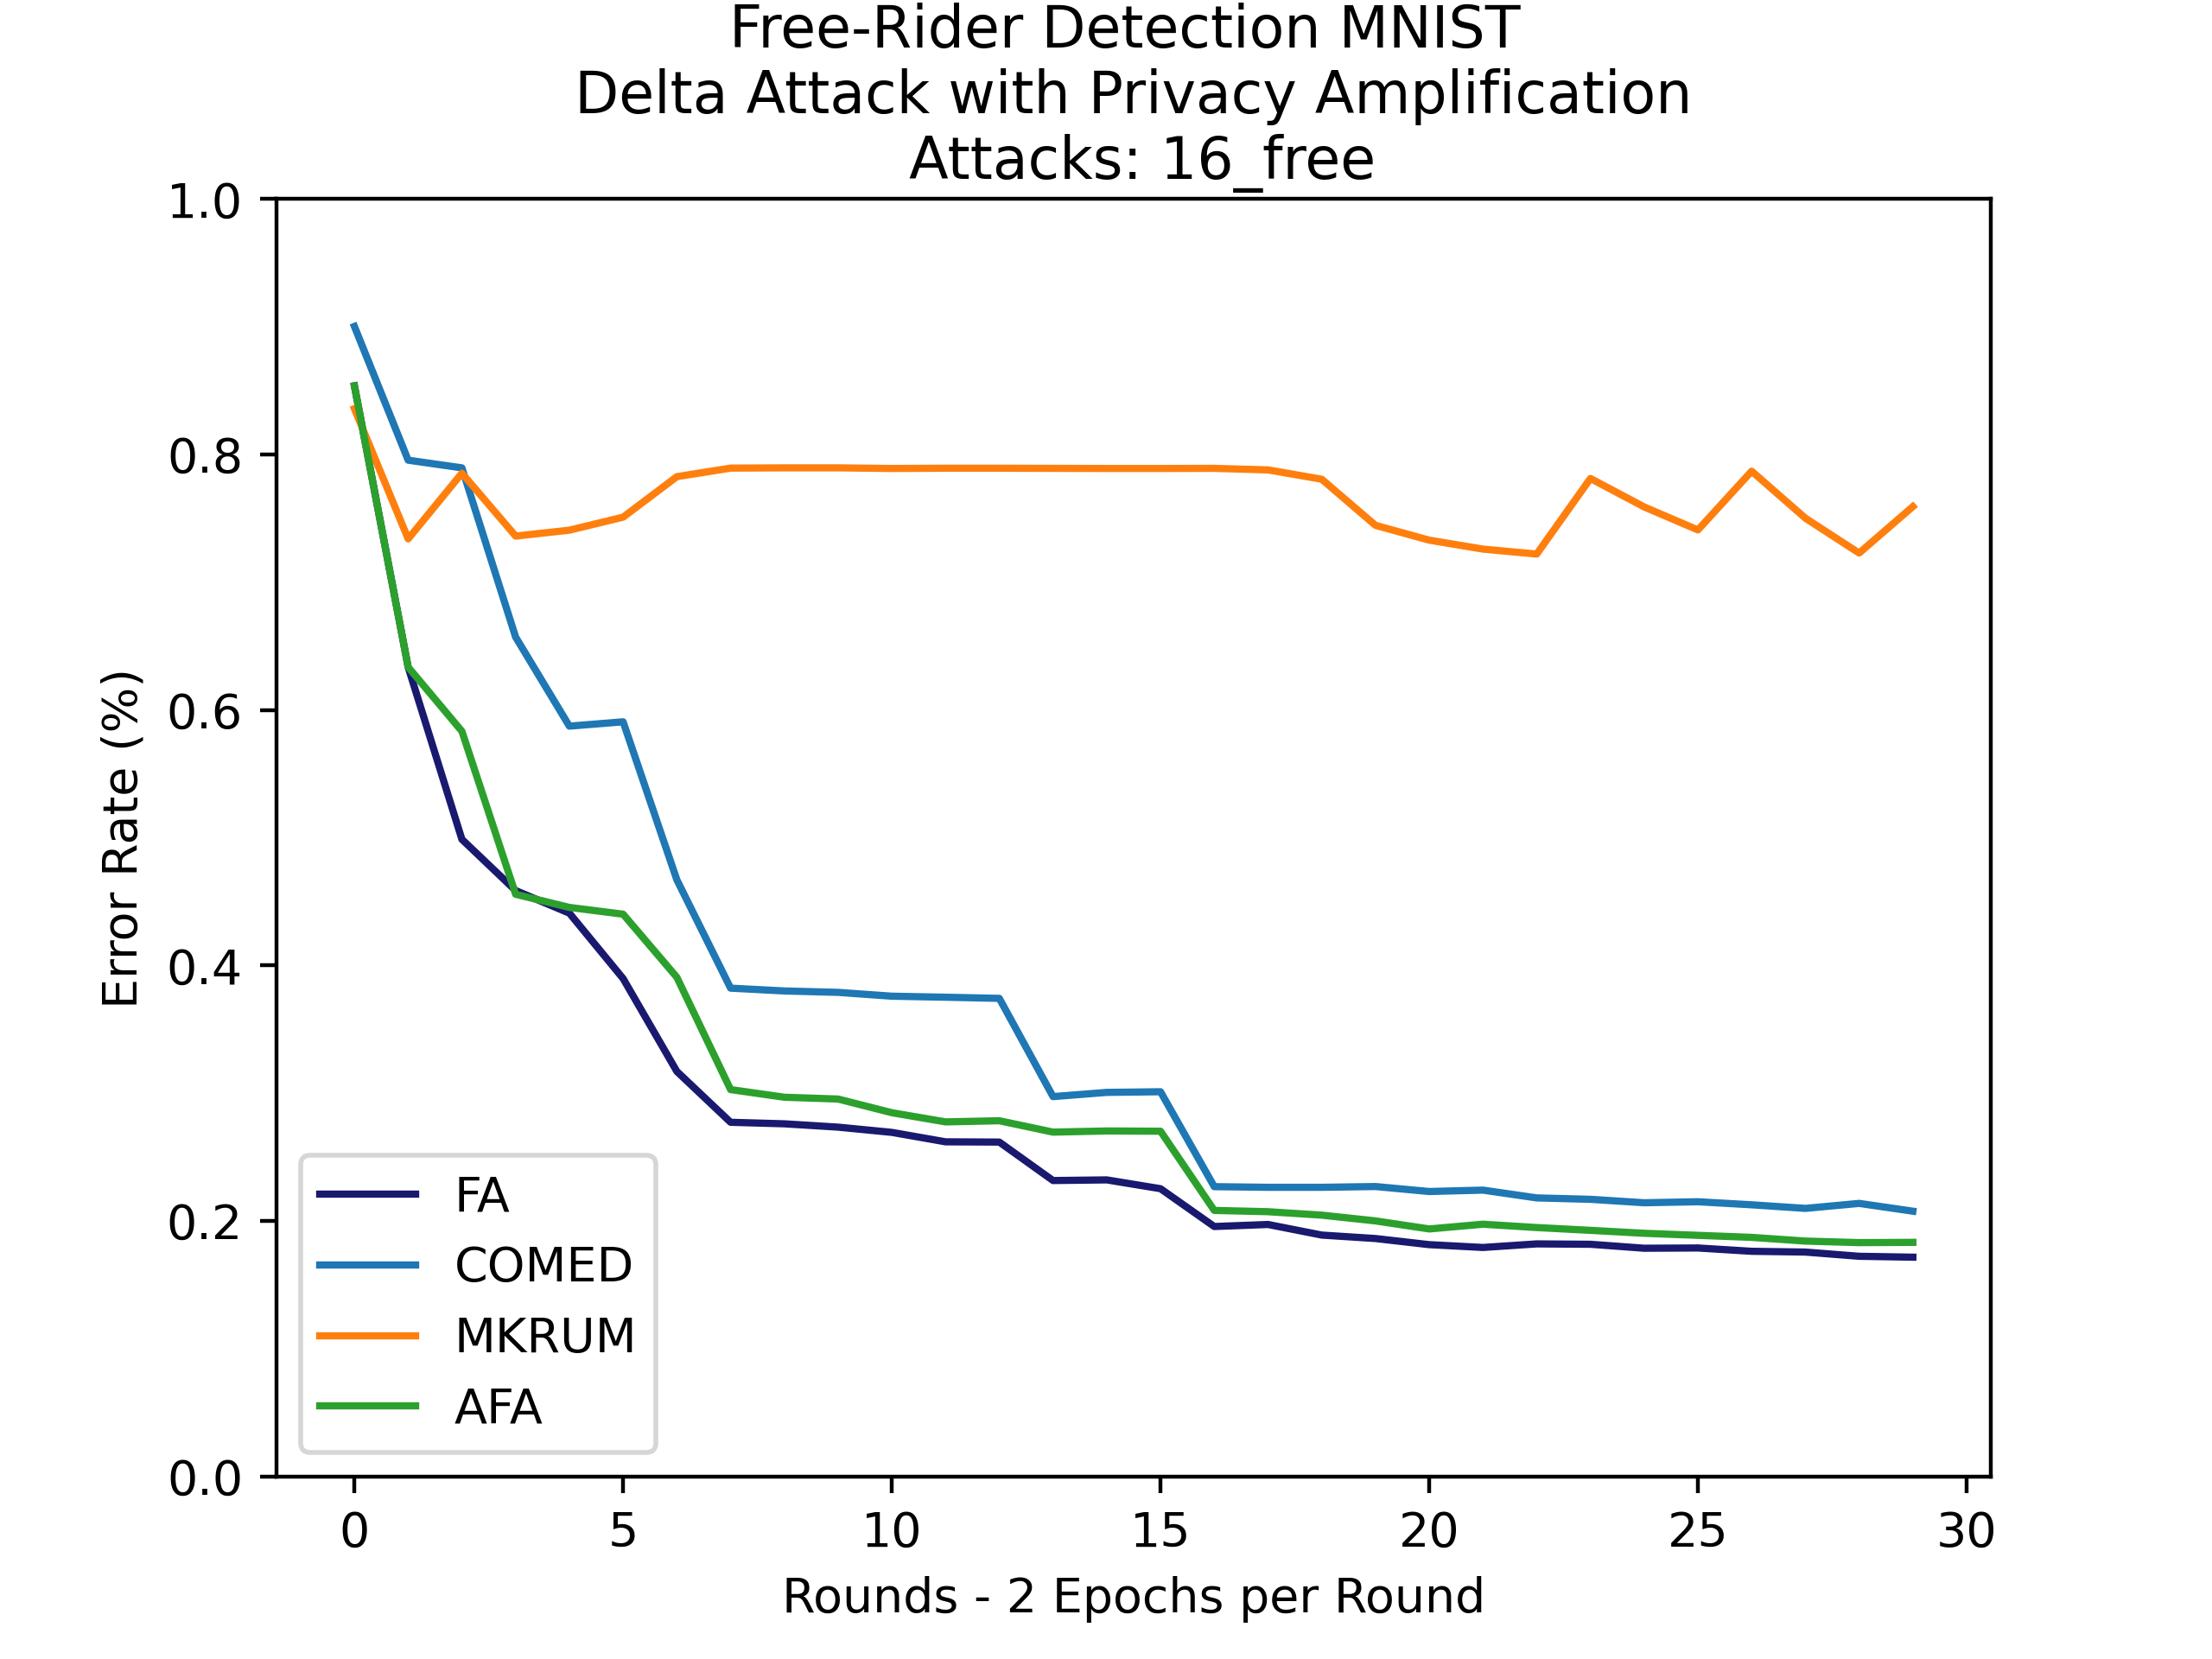 Free-Rider Detection MNIST
Delta Attack with Privacy Amplification
Attacks: 16_free
1.0
0.8
0.6
0.4
0.2
0.0
Error Rate (%)
FA
COMED
MKRUM
AFA
0 5 10 15 20 25 30
Rounds - 2 Epochs per Round